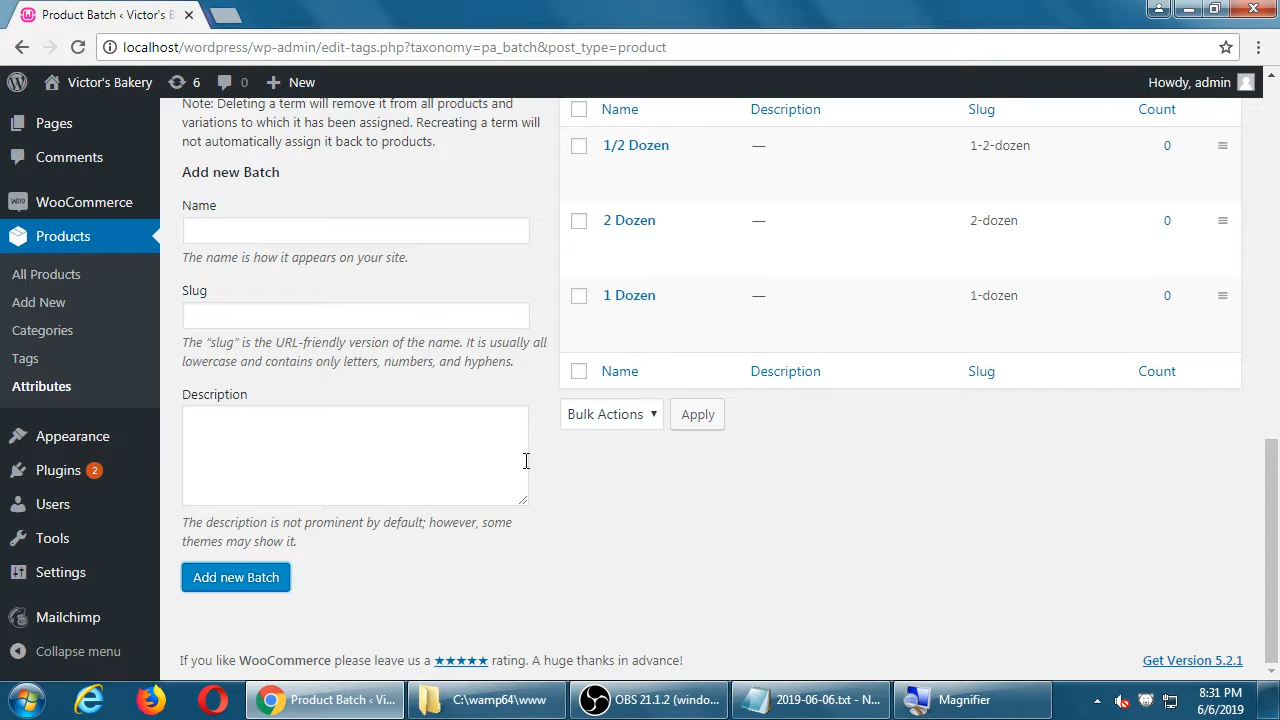 Product Batch ‹ Victor's B
localhost/wordpress/wp-admin/edit-tags.php?taxonomy=pa_batch&post_type=product
Victor's Bakery 6 0 New Howdy, admin
Pages
Comments
WooCommerce
Products
All Products
Add New
Categories
Tags
Attributes
Appearance
Plugins 2
Users
Tools
Settings
Mailchimp
Collapse menu
Note: Deleting a term will remove it from all products and
variations to which it has been assigned. Recreating a term will
not automatically assign it back to products.
Add new Batch
Name
The name is how it appears on your site.
Slug
The “slug” is the URL-friendly version of the name. It is usually all
lowercase and contains only letters, numbers, and hyphens.
Description
The description is not prominent by default; however, some
themes may show it.
Add new Batch
Name Description Slug Count
1/2 Dozen — 1-2-dozen 0
2 Dozen — 2-dozen 0
1 Dozen — 1-dozen 0
Name Description Slug Count
Bulk Actions Apply
If you like WooCommerce please leave us a ★★★★★ rating. A huge thanks in advance!
Get Version 5.2.1
Product Batch ‹ Vi... C:\wamp64\www OBS 21.1.2 (windo... 2019-06-06.txt - N... Magnifier
8:31 PM
6/6/2019